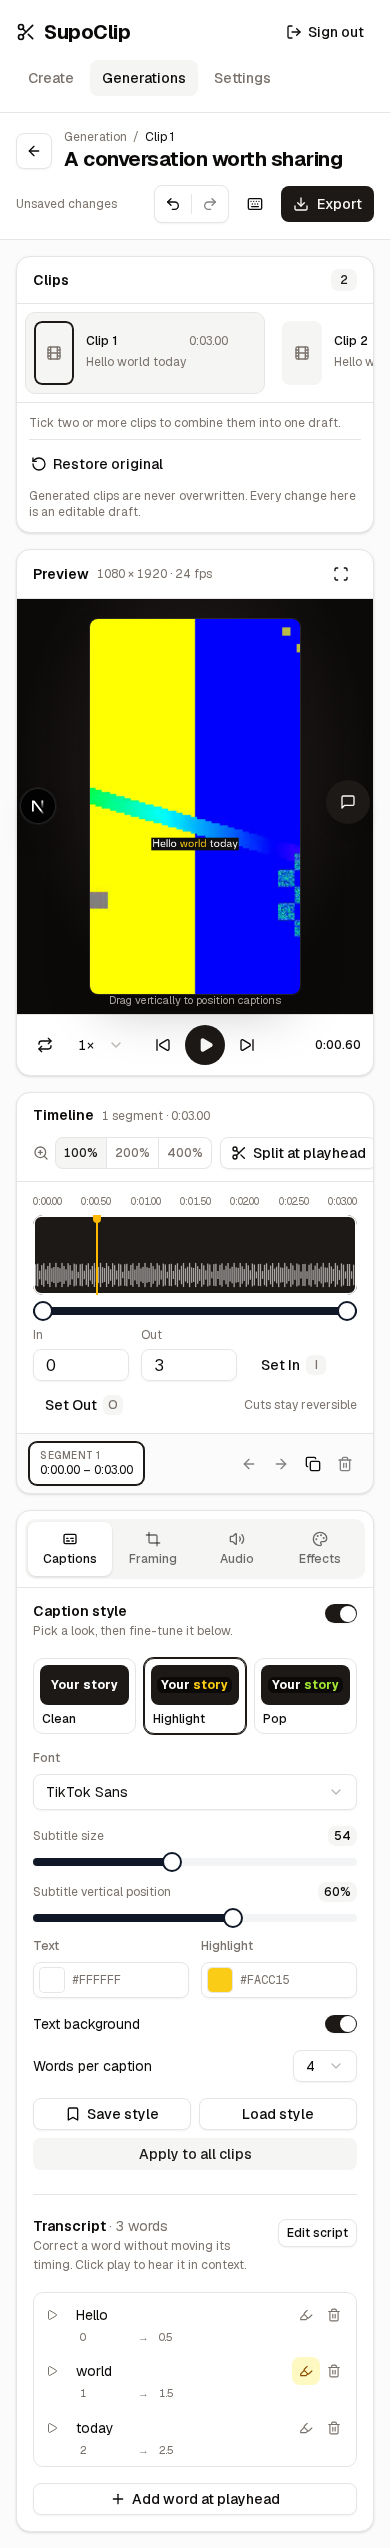 SupoClip
Sign out
Create
Generations
Settings
Generation / Clip 1
A conversation worth sharing
Unsaved changes
Export
Clips
2
Clip 1
0:03.00
Hello world today
Clip 2
Hello w
Tick two or more clips to combine them into one draft.
Restore original
Generated clips are never overwritten. Every change here
is an editable draft.
Preview
1080 × 1920 · 24 fps
N
Hello world today
Drag vertically to position captions
1×
0:00.60
Timeline
1 segment · 0:03.00
100%
200%
400%
Split at playhead
0:00.00
0:00.50
0:01.00
0:01.50
0:02.00
0:02.50
0:03.00
In
Out
0
3
Set In
I
Set Out
O
Cuts stay reversible
SEGMENT 1
0:00.00 – 0:03.00
Captions
Framing
Audio
Effects
Caption style
Pick a look, then fine-tune it below.
Your story
Your story
Your story
Clean
Highlight
Pop
Font
TikTok Sans
Subtitle size
54
Subtitle vertical position
60%
Text
Highlight
#FFFFFF
#FACC15
Text background
Words per caption
4
Save style
Load style
Apply to all clips
Transcript · 3 words
Edit script
Correct a word without moving its
timing. Click play to hear it in context.
Hello
0 → 0.5
world
1 → 1.5
today
2 → 2.5
Add word at playhead